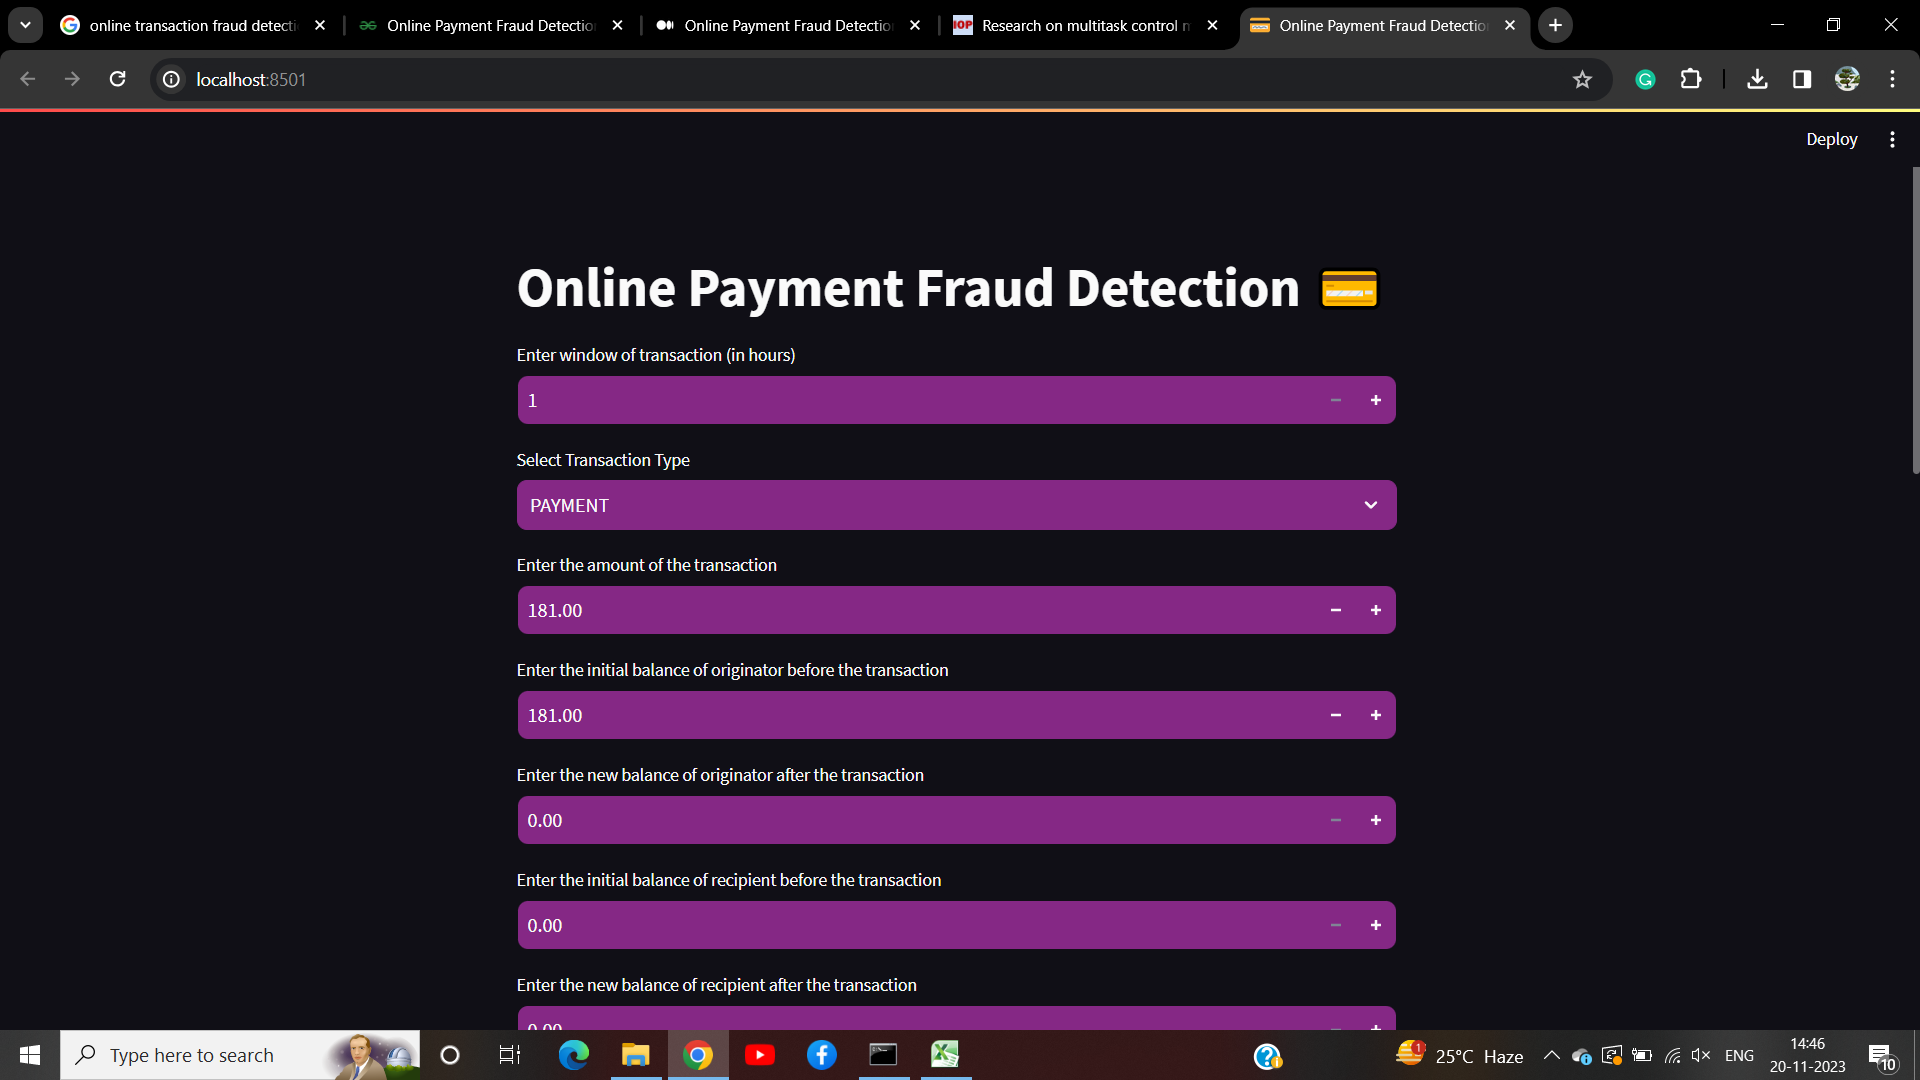 online transaction fraud detecti
Online Payment Fraud Detectio
Online Payment Fraud Detectio
IOP
Research on multitask control
Online Payment Fraud Detectio
localhost:8501
Deploy
Online Payment Fraud Detection
Enter window of transaction (in hours)
1
Select Transaction Type
PAYMENT
Enter the amount of the transaction
181.00
Enter the initial balance of originator before the transaction
181.00
Enter the new balance of originator after the transaction
0.00
Enter the initial balance of recipient before the transaction
0.00
Enter the new balance of recipient after the transaction
0.00
Type here to search
1
25°C Haze
ENG
14:46
20-11-2023
10